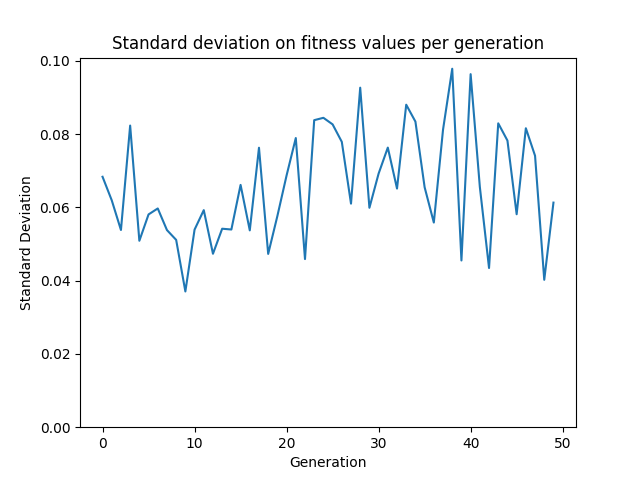 Standard deviation on fitness values per generation
0.10
0.08
0.06
0.04
0.02
0.00
Standard Deviation
0 10 20 30 40 50
Generation